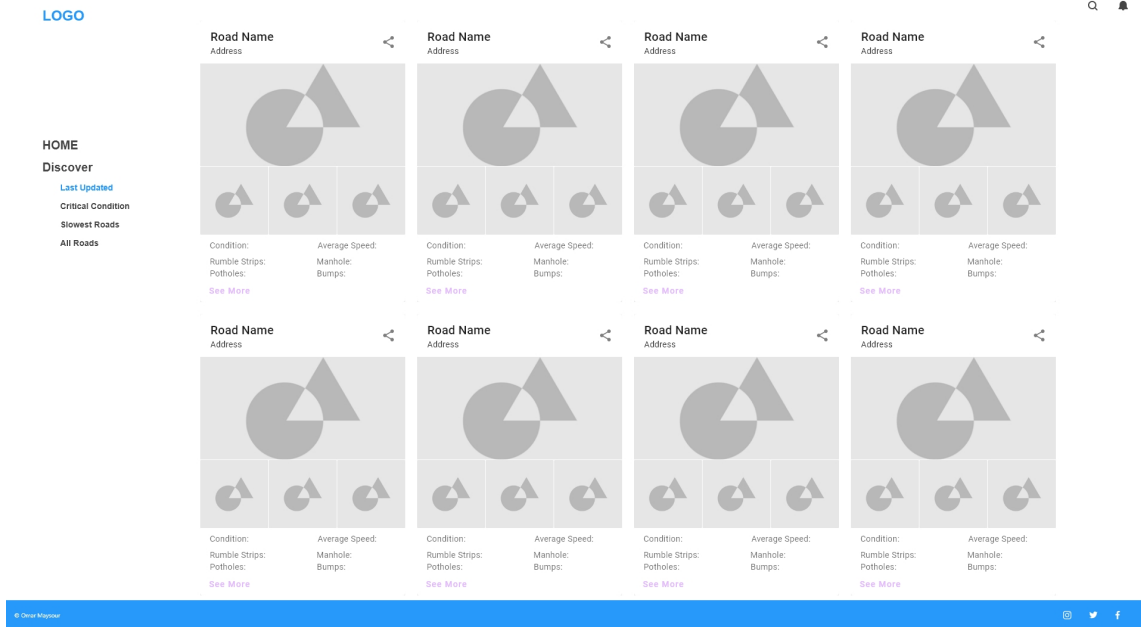 LOGO
HOME
Discover
Last Updated
Critical Condition
Slowest Roads
All Roads
Road Name
Address
Condition: Average Speed:
Rumble Strips: Manhole:
Potholes: Bumps:
See More
Road Name
Address
Condition: Average Speed:
Rumble Strips: Manhole:
Potholes: Bumps:
See More
Road Name
Address
Condition: Average Speed:
Rumble Strips: Manhole:
Potholes: Bumps:
See More
Road Name
Address
Condition: Average Speed:
Rumble Strips: Manhole:
Potholes: Bumps:
See More
Road Name
Address
Condition: Average Speed:
Rumble Strips: Manhole:
Potholes: Bumps:
See More
Road Name
Address
Condition: Average Speed:
Rumble Strips: Manhole:
Potholes: Bumps:
See More
Road Name
Address
Condition: Average Speed:
Rumble Strips: Manhole:
Potholes: Bumps:
See More
Road Name
Address
Condition: Average Speed:
Rumble Strips: Manhole:
Potholes: Bumps:
See More
© Omar Maysour